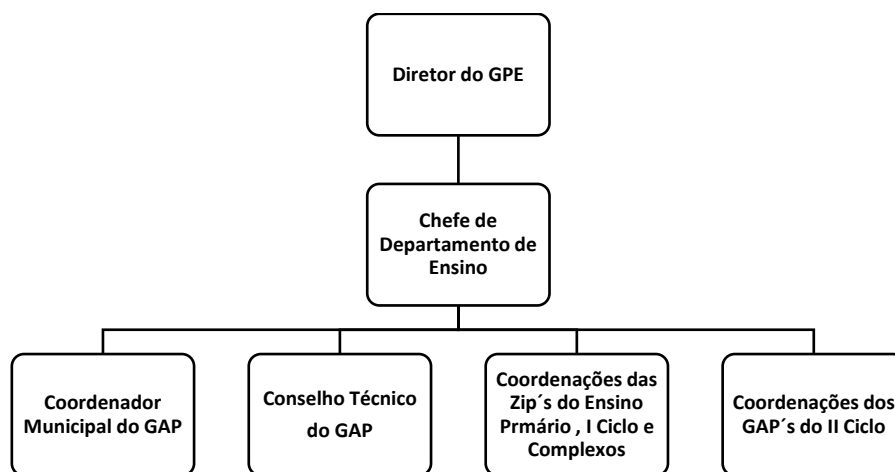 Diretor do GPE
Chefe de
Departamento de
Ensino
Coordenador
Municipal do GAP
Conselho Técnico
do GAP
Coordenações das
Zip´s do Ensino
Prmário , I Ciclo e
Complexos
Coordenações dos
GAP´s do II Ciclo